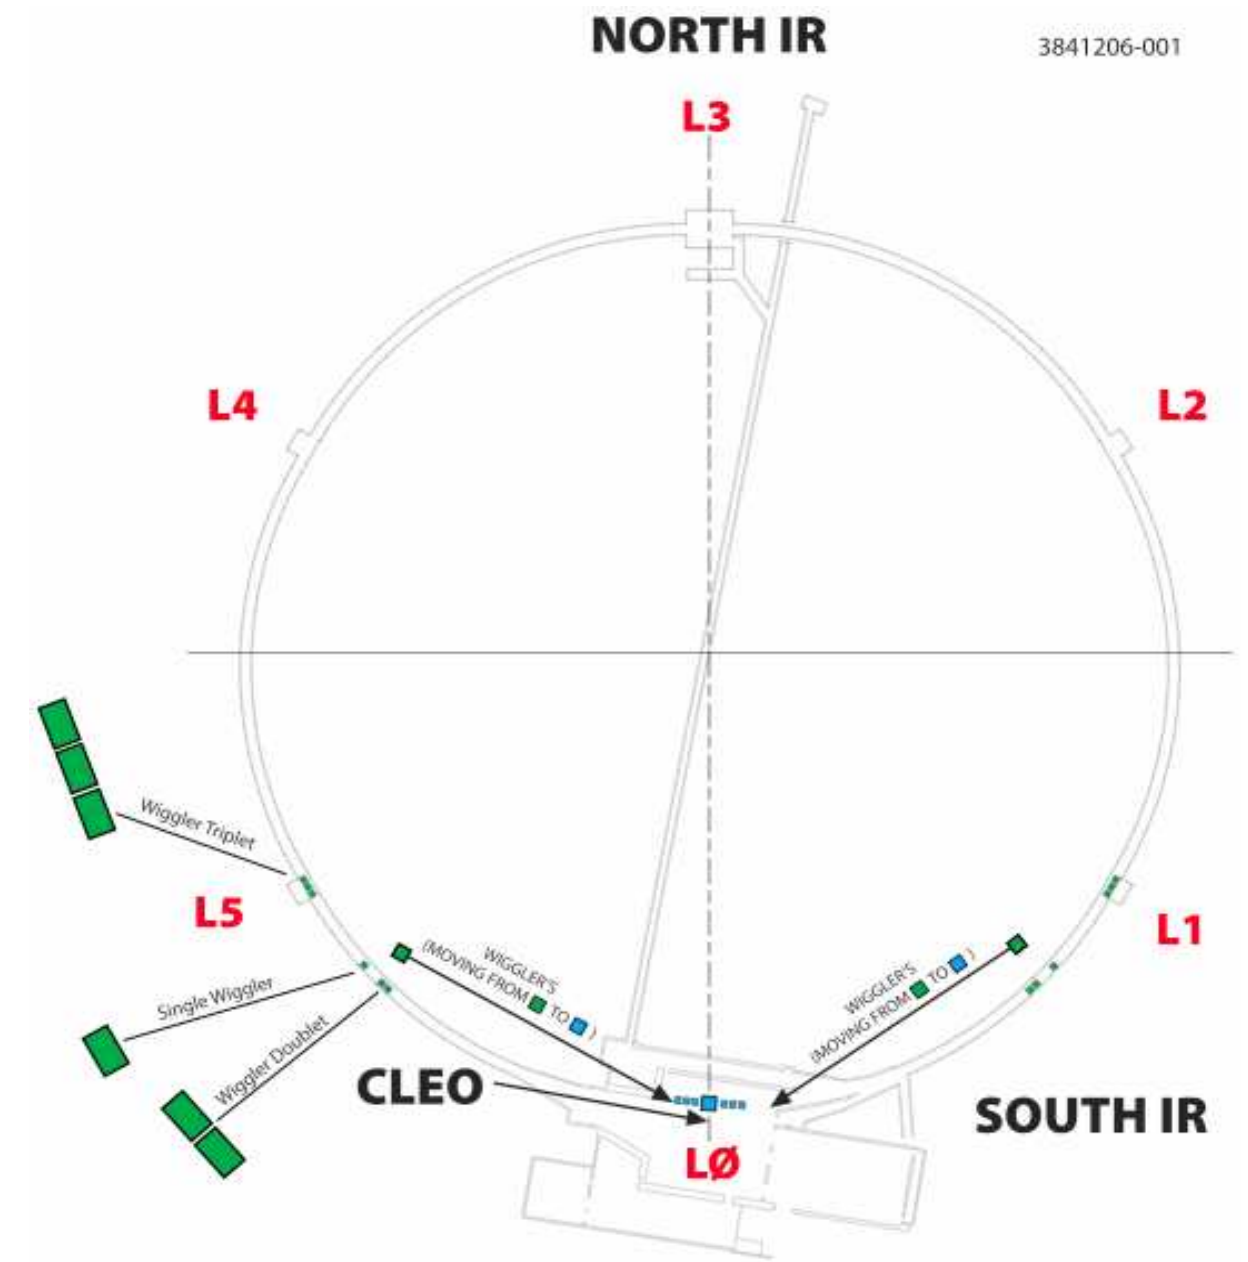 NORTH IR
3841206-001
L3
L4
L2
Wiggler Triplet
L5
L1
WIGGLER'S
(MOVING FROM TO )
WIGGLER'S
(MOVING FROM TO )
Single Wiggler
Wiggler Doublet
CLEO
SOUTH IR
LØ